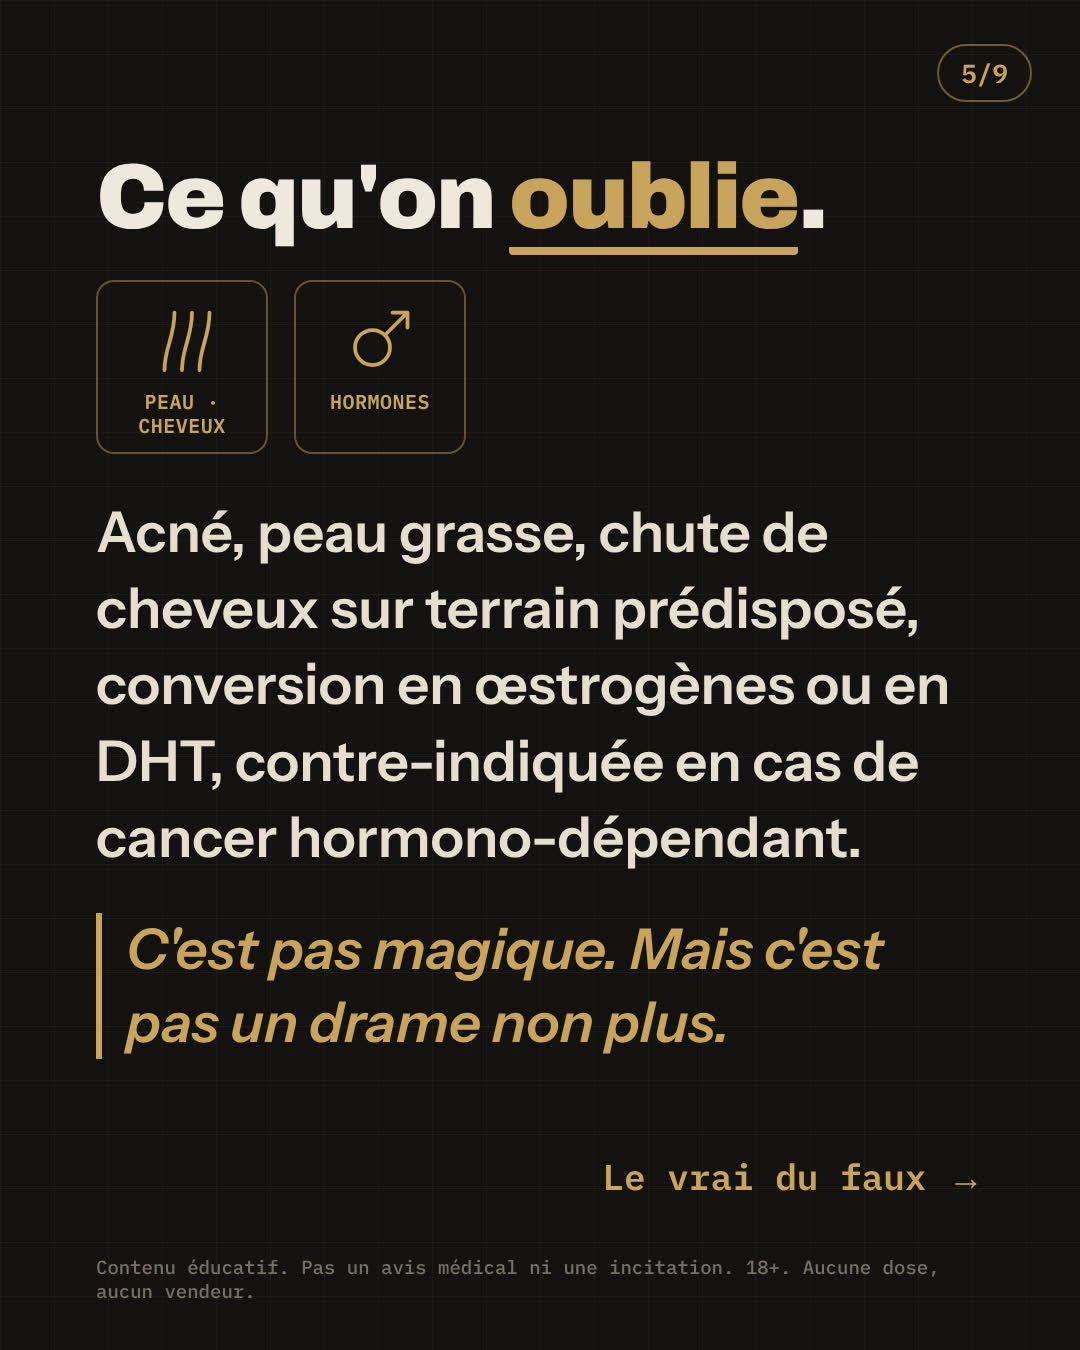 5/9
Ce qu'on oublie.
PEAU ·
CHEVEUX
HORMONES
Acné, peau grasse, chute de
cheveux sur terrain prédisposé,
conversion en œstrogènes ou en
DHT, contre-indiquée en cas de
cancer hormono-dépendant.
C'est pas magique. Mais c'est
pas un drame non plus.
Le vrai du faux →
Contenu éducatif. Pas un avis médical ni une incitation. 18+. Aucune dose,
aucun vendeur.